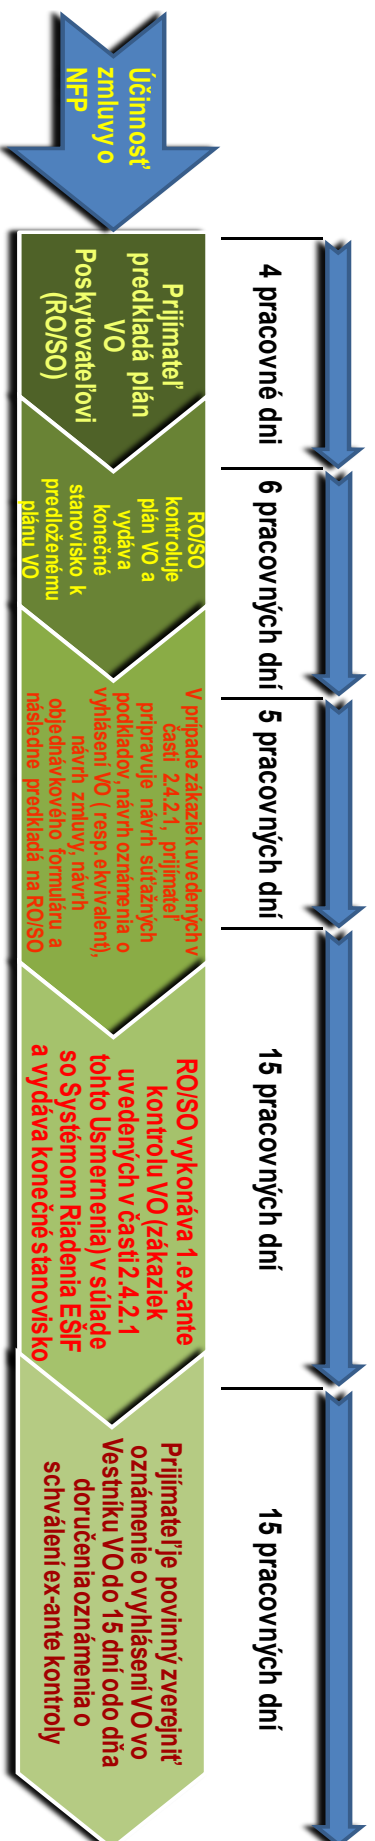 Účinnosť
zmluvy o
NFP
4 pracovné dni
6 pracovných dní
5 pracovných dní
15 pracovných dní
15 pracovných dní
Prijímateľ
predkladá plán
VO
Poskytovateľovi
(RO/SO)
RO/SO
kontroluje
plán VO a
vydáva
konečné
stanovisko k
predloženému
plánu VO
V prípade zákaziek uvedených v
časti 2.4.2.1, prijímateľ
pripravuje návrh súťažných
podkladov, návrh oznámenia o
vyhlásení VO ( resp. ekvivalent),
návrh zmluvy, návrh
objednávkového formuláru a
následne predkladá na RO/SO
RO/SO vykonáva 1.ex-ante
kontrolu VO (zákaziek
uvedených v časti 2.4.2.1
tohto Usmernenia) v súlade
so Systémom Riadenia EŠIF
a vydáva konečné stanovisko
Prijímateľ je povinný zverejniť
oznámenie o vyhlásení VO vo
Vestníku VO do 15 dní odo dňa
doručenia oznámenia o
schválení ex-ante kontroly